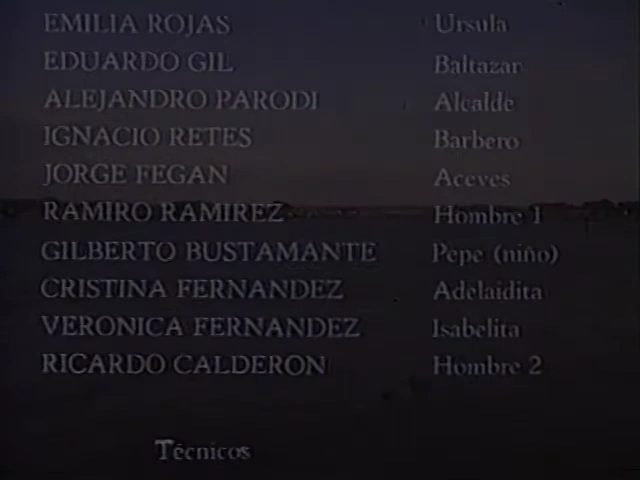 EMILIA ROJAS Ursula
EDUARDO GIL Baltazar
ALEJANDRO PARODI Alcalde
IGNACIO RETES Barbero
JORGE FEGAN Aceves
RAMIRO RAMIREZ Hombre 1
GILBERTO BUSTAMANTE Pepe (niño)
CRISTINA FERNANDEZ Adelaidita
VERONICA FERNANDEZ Isabelita
RICARDO CALDERON Hombre 2
Técnicos